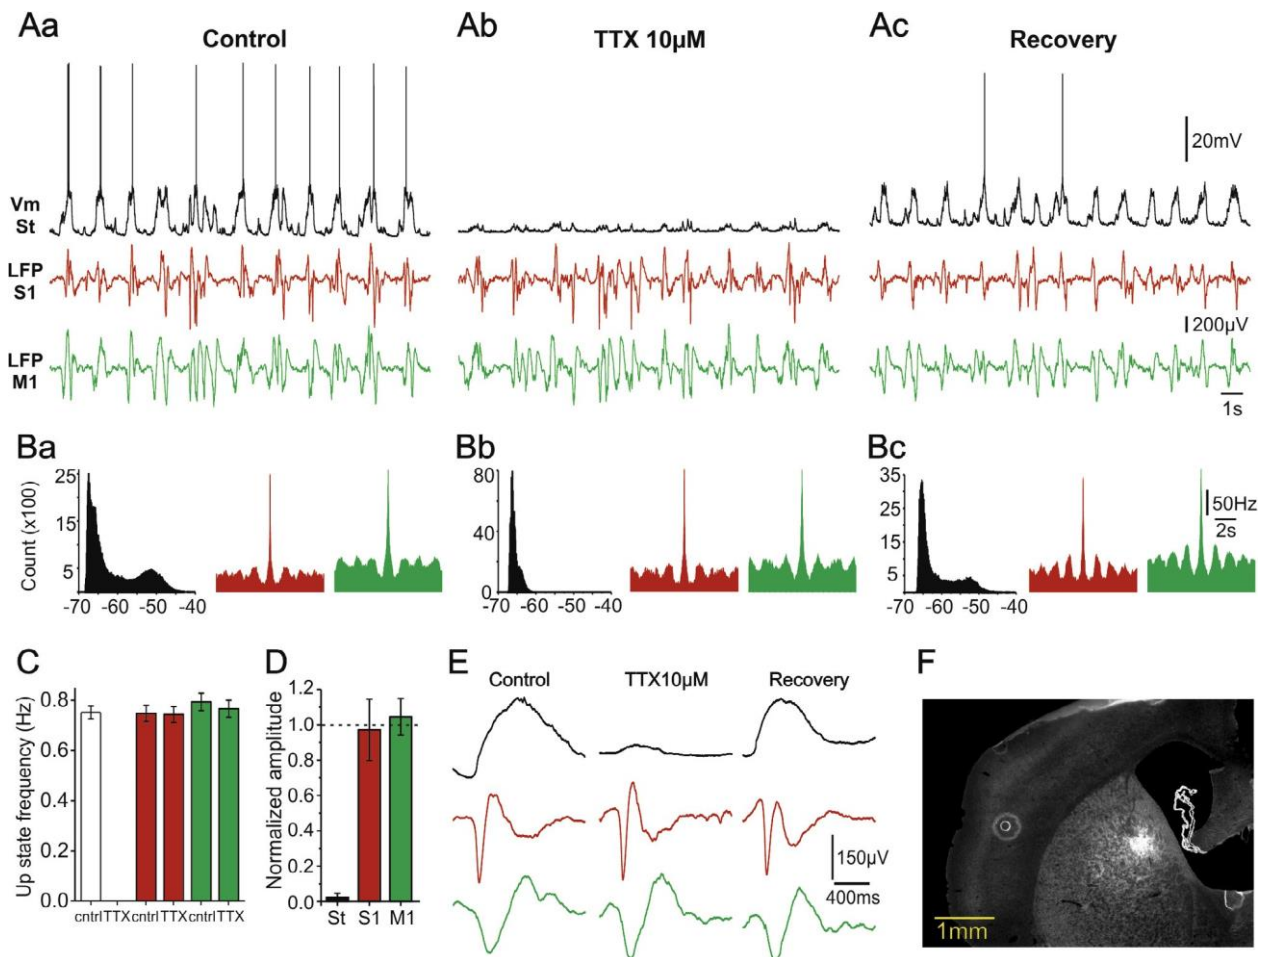 Aa Control
Ab TTX 10µM
Ac Recovery
20mV
Vm
St
LFP
S1
200µV
LFP
M1
1s
Ba
Bb
Bc
Count (x100)
25
15
5
-70 -60 -50 -40
80
40
0
-70 -60 -50 -40
35
25
15
5
-70 -60 -50 -40
50Hz
2s
C
Up state frequency (Hz)
0.8
0.6
0.4
0.2
0.0
cntrl TTX cntrl TTX cntrl TTX
D
Normalized amplitude
1.2
1.0
0.8
0.6
0.4
0.2
0.0
St S1 M1
E
Control TTX10µM Recovery
150µV
400ms
F
1mm